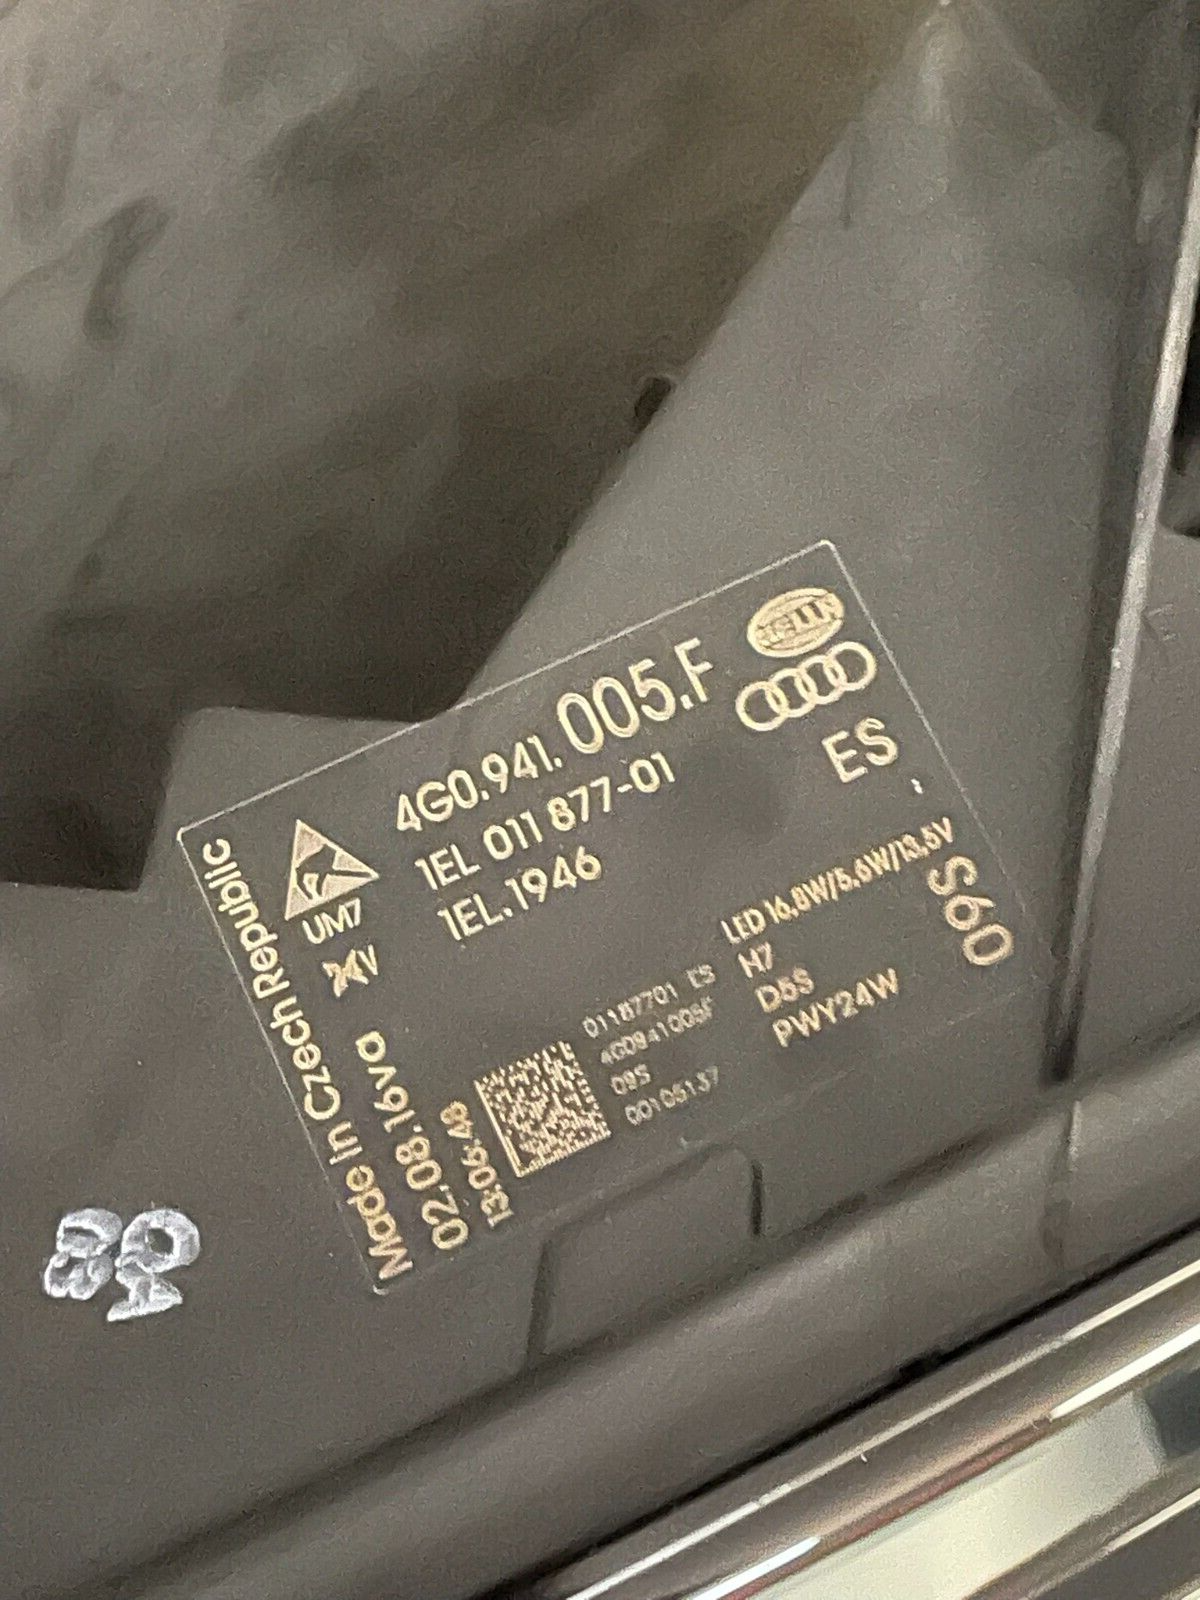 HELLA
4G0.941.005.F
1EL 011 877-01
ES
1EL.1946
UM7
Made in Czech Republic
02.08.16va
13:06:48
LED 16,8W/5.6W/13,5V
H7
D5S
PWY24W
09S
01187701 ES
4G0941005F
09S
00105137